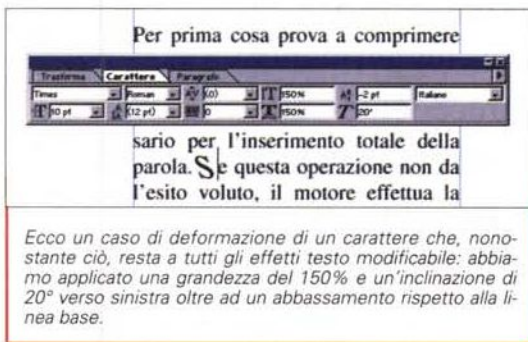 Per prima cosa prova a comprimere
Trasforma Carattere Paragrafo
Times Roman (0) 150% -2 pt Italiano
10 pt (12 pt) 0 150% 20°
sario per l'inserimento totale della
parola. Se questa operazione non da
l'esito voluto, il motore effettua la
Ecco un caso di deformazione di un carattere che, nono-
stante ciò, resta a tutti gli effetti testo modificabile: abbia-
mo applicato una grandezza del 150% e un'inclinazione di
20° verso sinistra oltre ad un abbassamento rispetto alla li-
nea base.